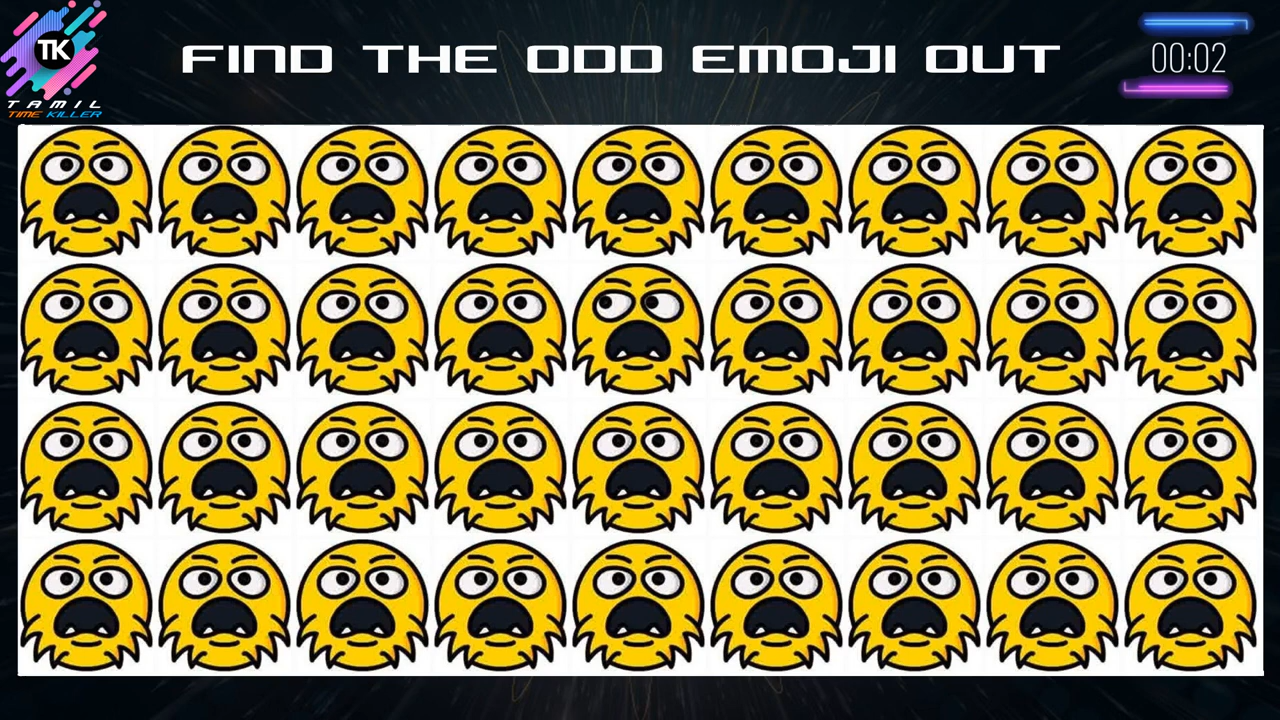 TK
TAMIL
TIME KILLER
FIND THE ODD EMOJI OUT
00:02